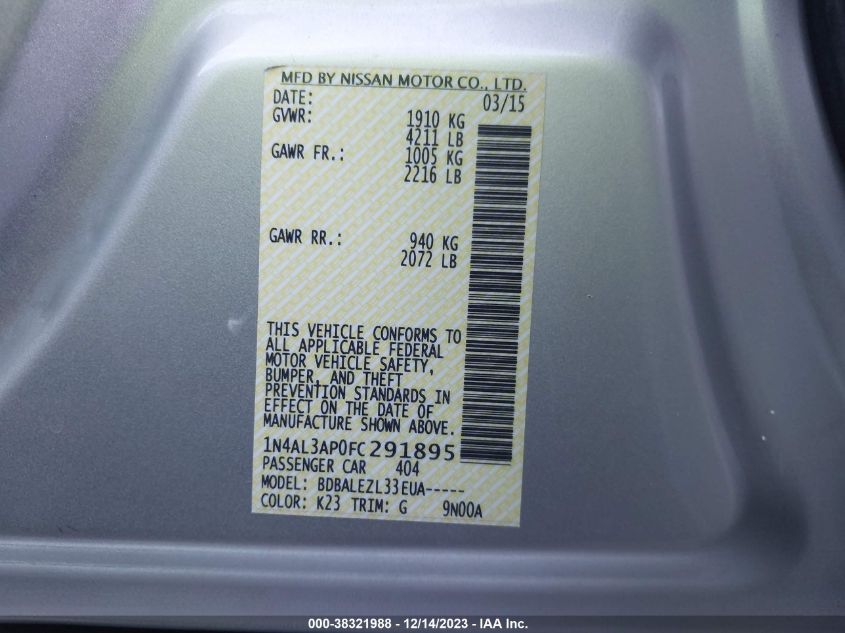 MFD BY NISSAN MOTOR CO., LTD.
DATE: 03/15
GVWR: 1910 KG
4211 LB
GAWR FR.: 1005 KG
2216 LB
GAWR RR.: 940 KG
2072 LB
THIS VEHICLE CONFORMS TO
ALL APPLICABLE FEDERAL
MOTOR VEHICLE SAFETY,
BUMPER, AND THEFT
PREVENTION STANDARDS IN
EFFECT ON THE DATE OF
MANUFACTURE SHOWN ABOVE.
1N4AL3AP0FC291895
PASSENGER CAR 404
MODEL: BDBALEZL33EUA-----
COLOR: K23 TRIM: G 9N00A
000-38321988 - 12/14/2023 - IAA Inc.